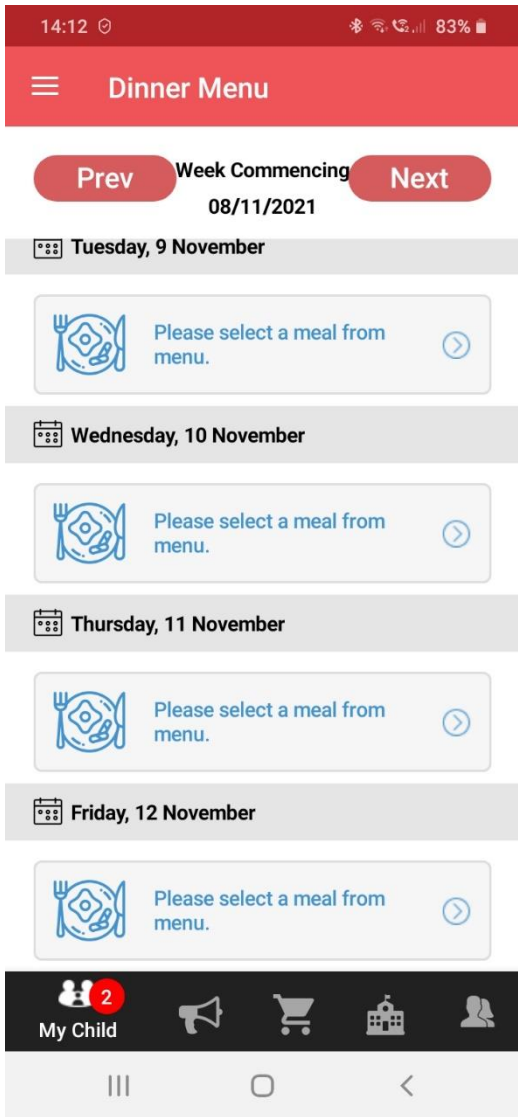 14:12 83%
Dinner Menu
Prev Week Commencing Next
08/11/2021
Tuesday, 9 November
Please select a meal from
menu.
Wednesday, 10 November
Please select a meal from
menu.
Thursday, 11 November
Please select a meal from
menu.
Friday, 12 November
Please select a meal from
menu.
2
My Child